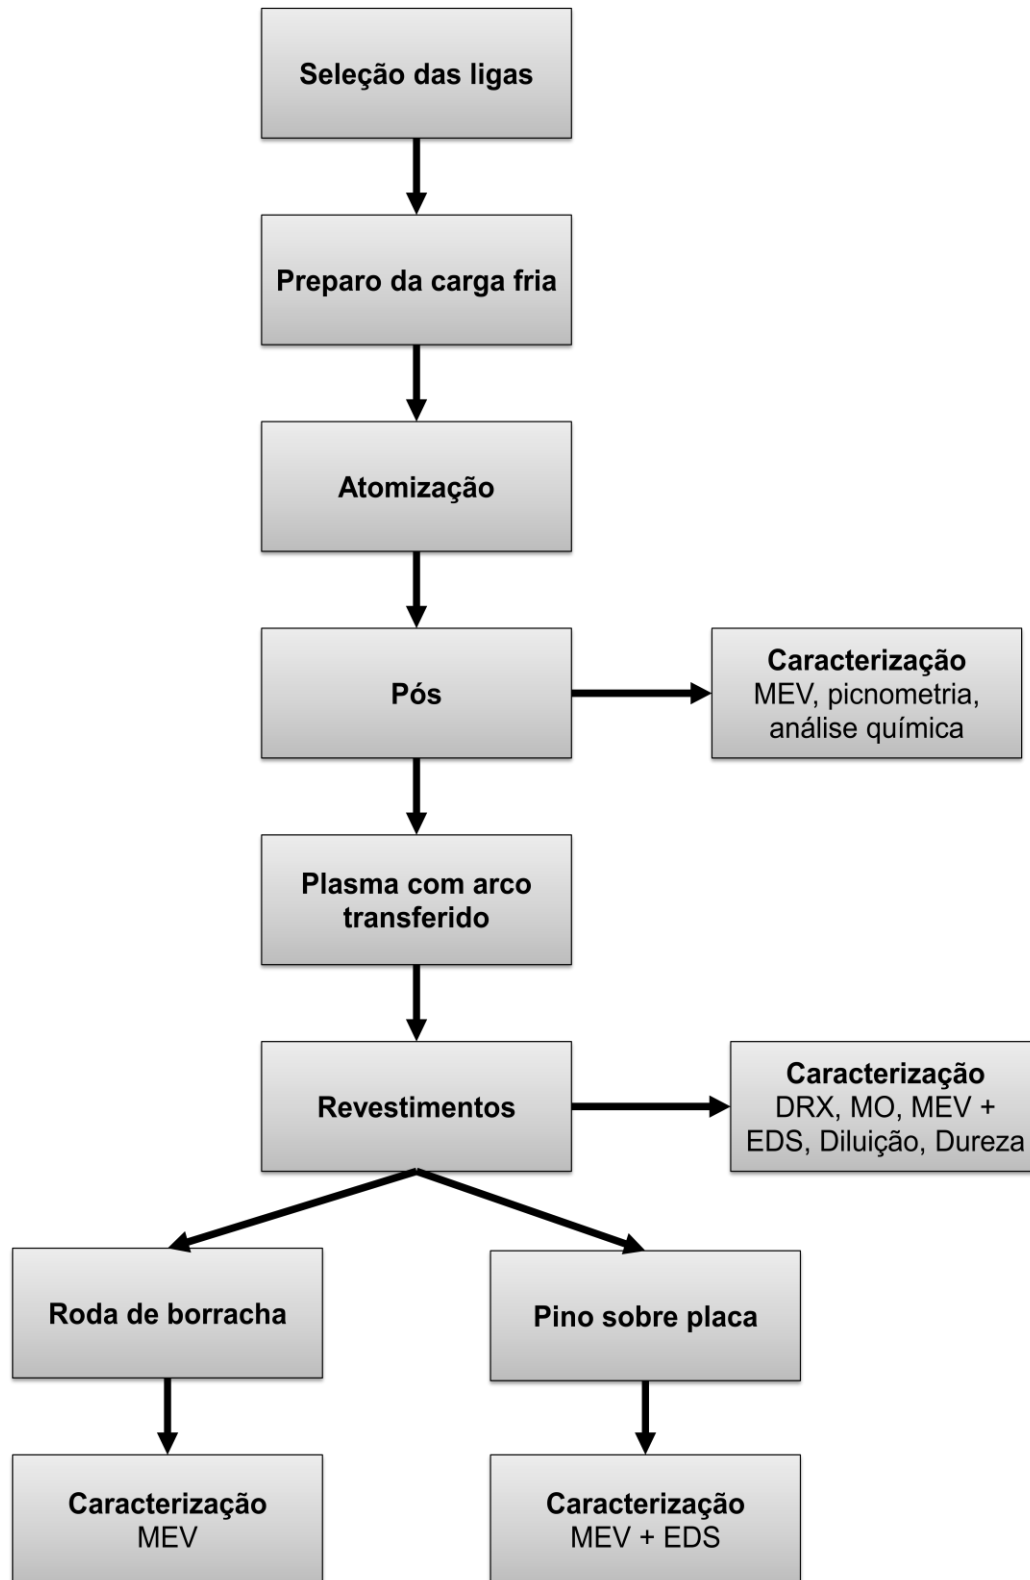 Seleção das ligas
Preparo da carga fria
Atomização
Pós
Caracterização
MEV, picnometria,
análise química
Plasma com arco
transferido
Revestimentos
Caracterização
DRX, MO, MEV +
EDS, Diluição, Dureza
Roda de borracha
Pino sobre placa
Caracterização
MEV
Caracterização
MEV + EDS